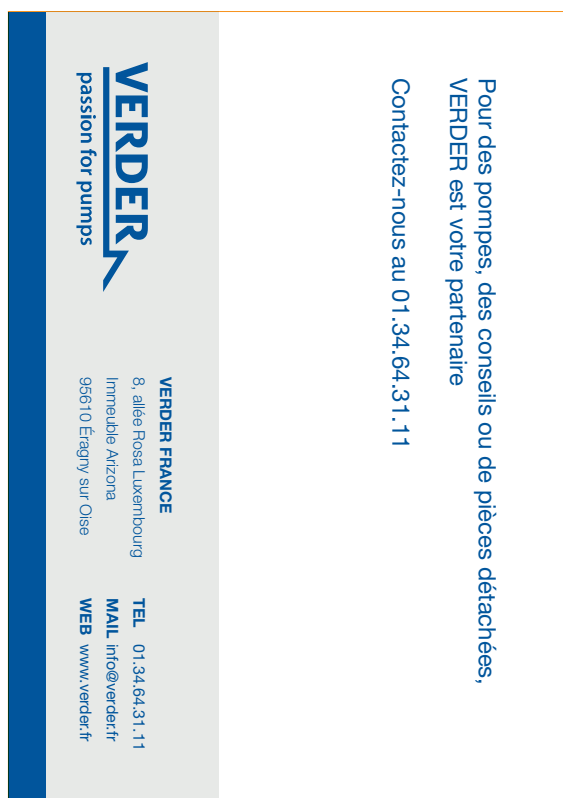 Pour des pompes, des conseils ou de pièces détachées,
VERDER est votre partenaire
Contactez-nous au 01.34.64.31.11
VERDER
passion for pumps
VERDER FRANCE
8, allée Rosa Luxembourg
Immeuble Arizona
95610 Éragny sur Oise
TEL 01.34.64.31.11
MAIL info@verder.fr
WEB www.verder.fr